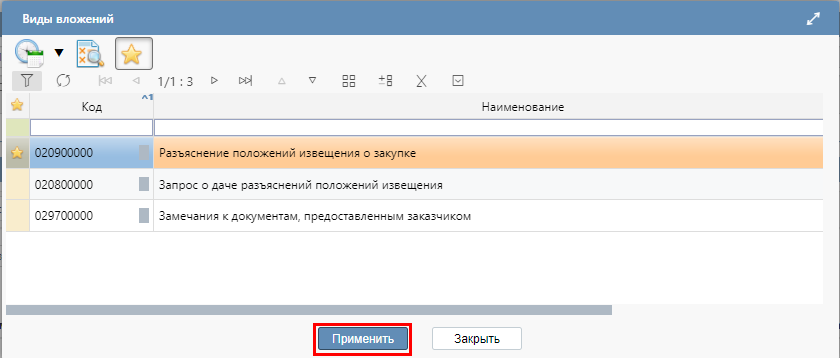 Виды вложений
1/1 : 3
Код ^1 Наименование
020900000 Разъяснение положений извещения о закупке
020800000 Запрос о даче разъяснений положений извещения
029700000 Замечания к документам, предоставленным заказчиком
Применить Закрыть